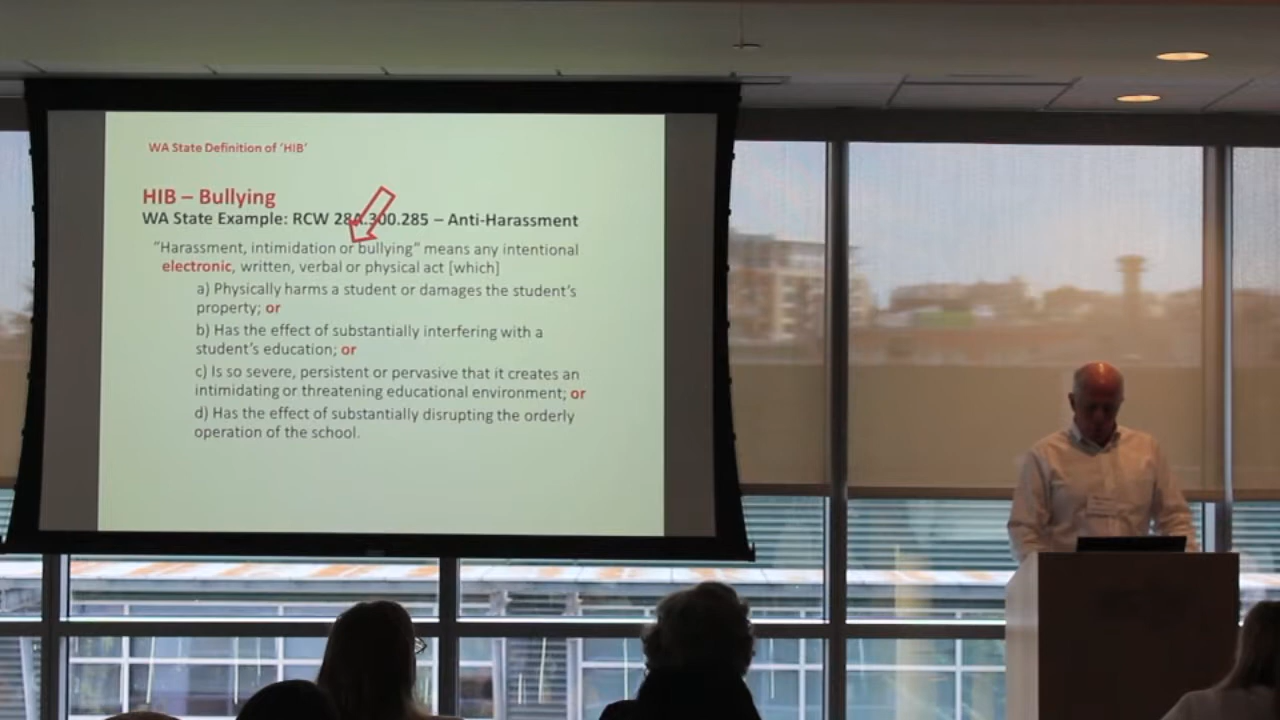 WA State Definition of 'HIB'
HIB – Bullying
WA State Example: RCW 28A.300.285 – Anti-Harassment
"Harassment, intimidation or bullying" means any intentional
electronic, written, verbal or physical act [which]
a) Physically harms a student or damages the student's
property; or
b) Has the effect of substantially interfering with a
student's education; or
c) Is so severe, persistent or pervasive that it creates an
intimidating or threatening educational environment; or
d) Has the effect of substantially disrupting the orderly
operation of the school.